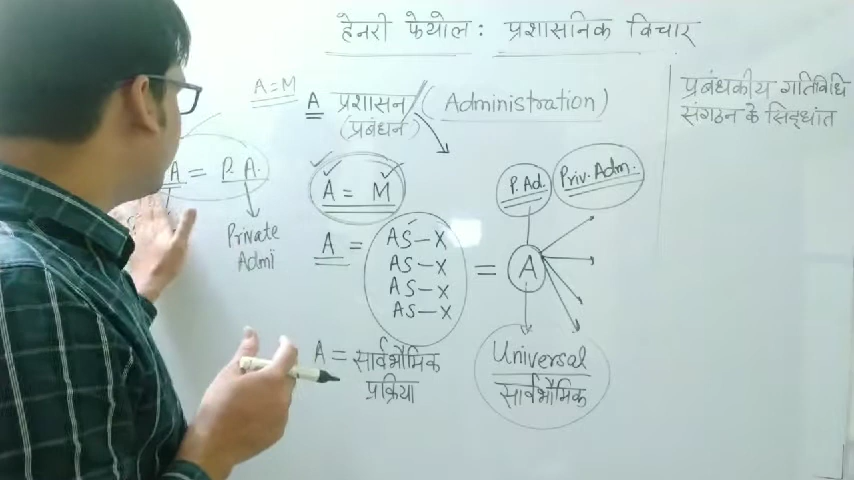 हेनरी फेयोल : प्रशासनिक विचार
A = M
A प्रशासन / (Administration)
(प्रबंधन)
प्रबंधकीय गतिविधि
संगठन के सिद्धांत
A = P. A.
Private
Admi
A = M
P. Ad.
Priv. Adm.
A = AS – X
AS – X
AS – X
AS – X
= A
A = सार्वभौमिक
प्रक्रिया
Universal
सार्वभौमिक